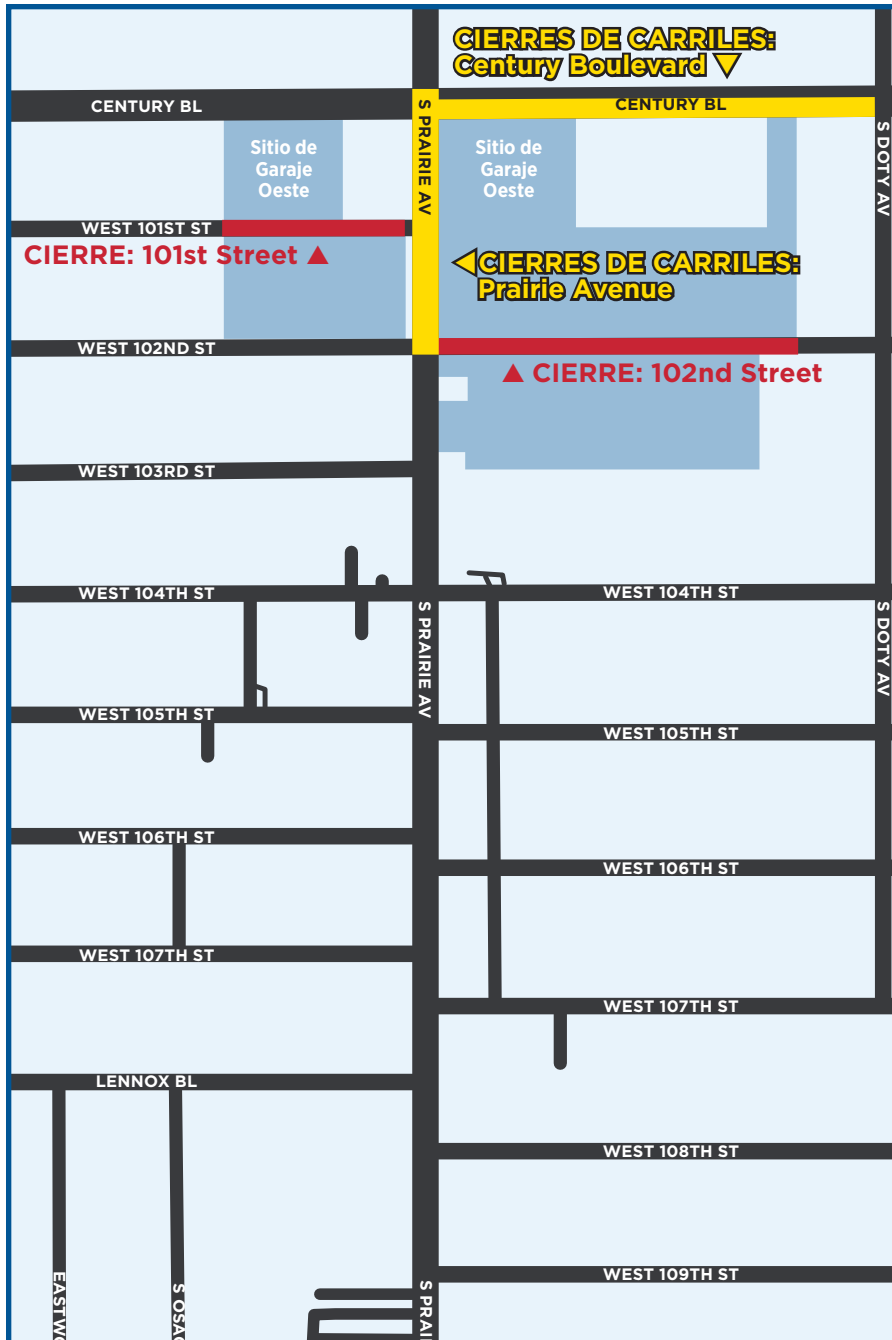 CIERRES DE CARRILES:
Century Boulevard ▽
CENTURY BL
CENTURY BL
S PRAIRIE AV
S DOTY AV
Sitio de
Garaje
Oeste
Sitio de
Garaje
Oeste
WEST 101ST ST
CIERRE: 101st Street ▲
◁CIERRES DE CARRILES:
Prairie Avenue
WEST 102ND ST
▲ CIERRE: 102nd Street
WEST 103RD ST
WEST 104TH ST
WEST 104TH ST
S PRAIRIE AV
S DOTY AV
WEST 105TH ST
WEST 105TH ST
WEST 106TH ST
WEST 106TH ST
WEST 107TH ST
WEST 107TH ST
LENNOX BL
WEST 108TH ST
WEST 109TH ST
S PRAI